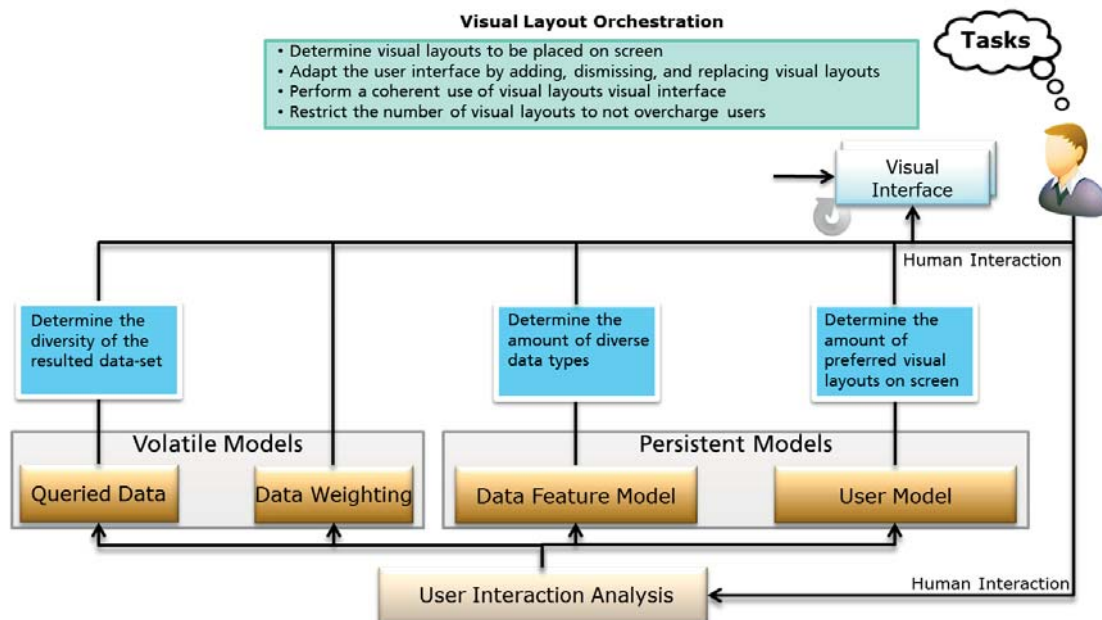 Visual Layout Orchestration
• Determine visual layouts to be placed on screen
• Adapt the user interface by adding, dismissing, and replacing visual layouts
• Perform a coherent use of visual layouts visual interface
• Restrict the number of visual layouts to not overcharge users
Tasks
Visual
Interface
Human Interaction
Determine the
diversity of the
resulted data-set
Determine the
amount of diverse
data types
Determine the
amount of
preferred visual
layouts on screen
Volatile Models
Persistent Models
Queried Data
Data Weighting
Data Feature Model
User Model
User Interaction Analysis
Human Interaction